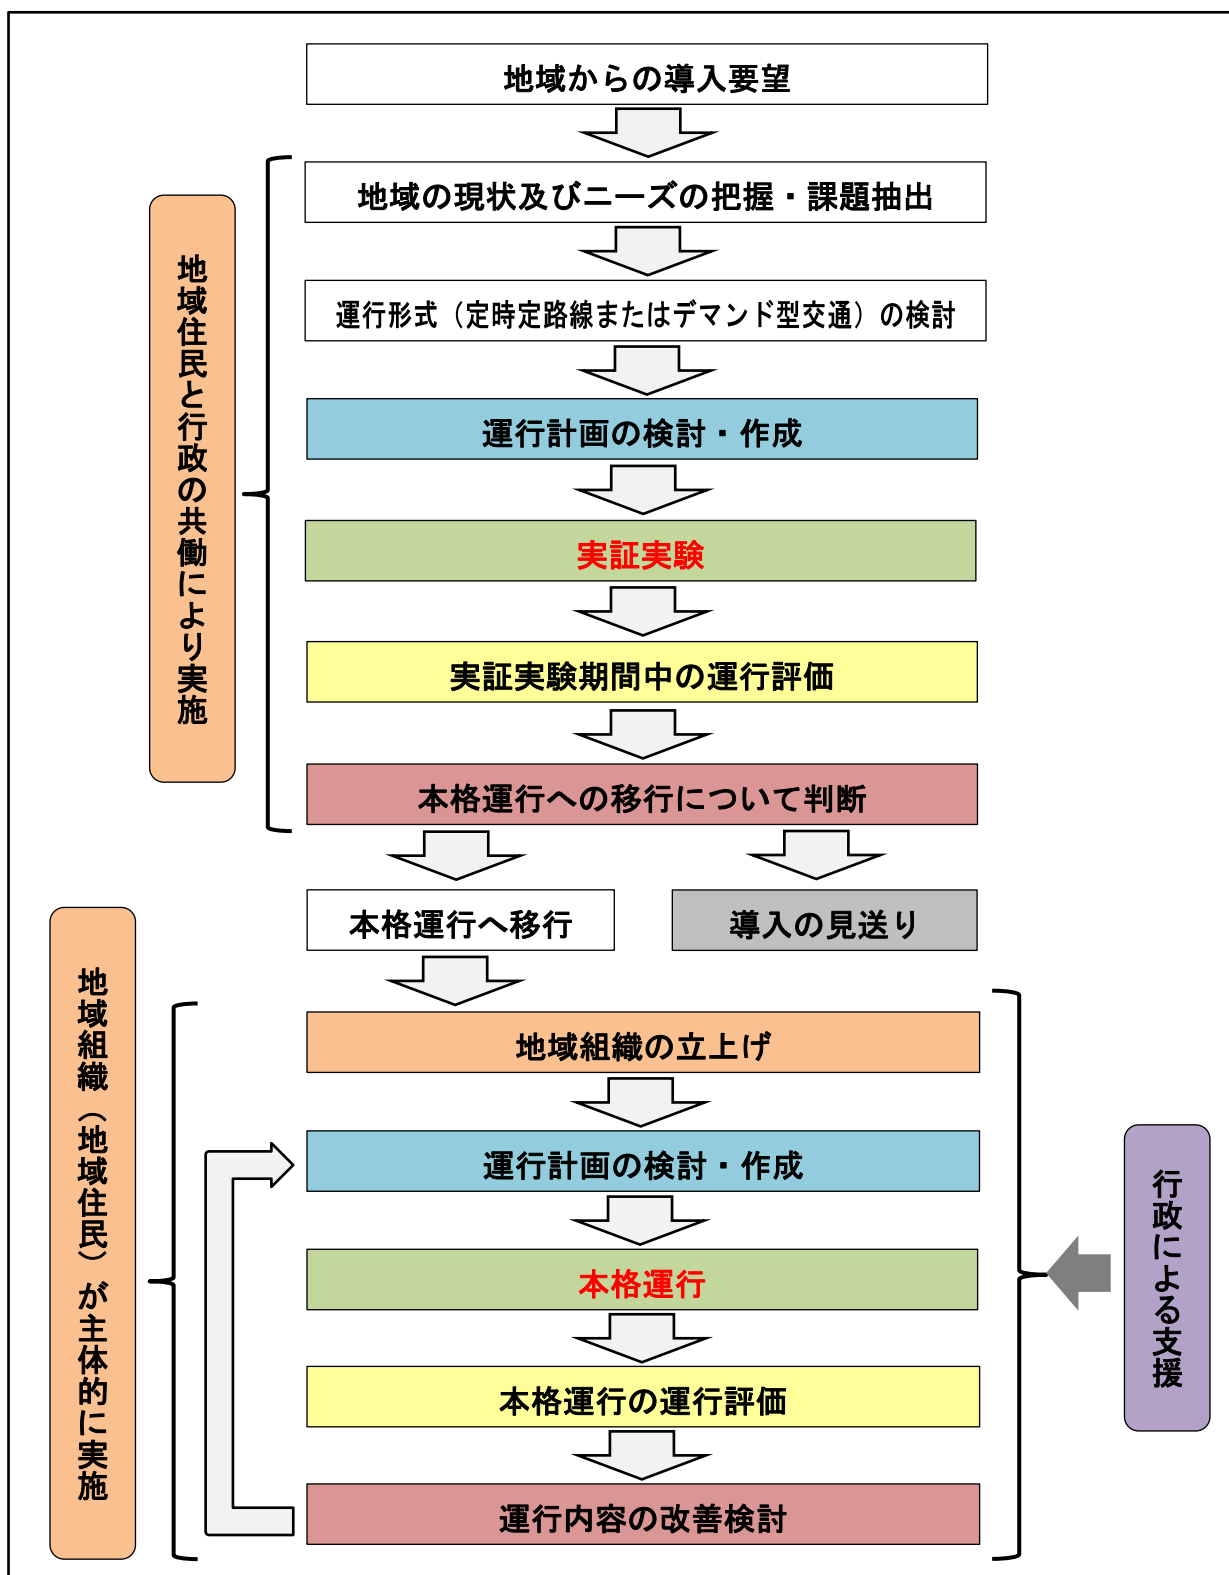 地域からの導入要望
地域の現状及びニーズの把握・課題抽出
運行形式（定時定路線またはデマンド型交通）の検討
運行計画の検討・作成
実証実験
実証実験期間中の運行評価
本格運行への移行について判断
地域住民と行政の共働により実施
本格運行へ移行
導入の見送り
地域組織の立上げ
運行計画の検討・作成
本格運行
本格運行の運行評価
運行内容の改善検討
地域組織（地域住民）が主体的に実施
行政による支援